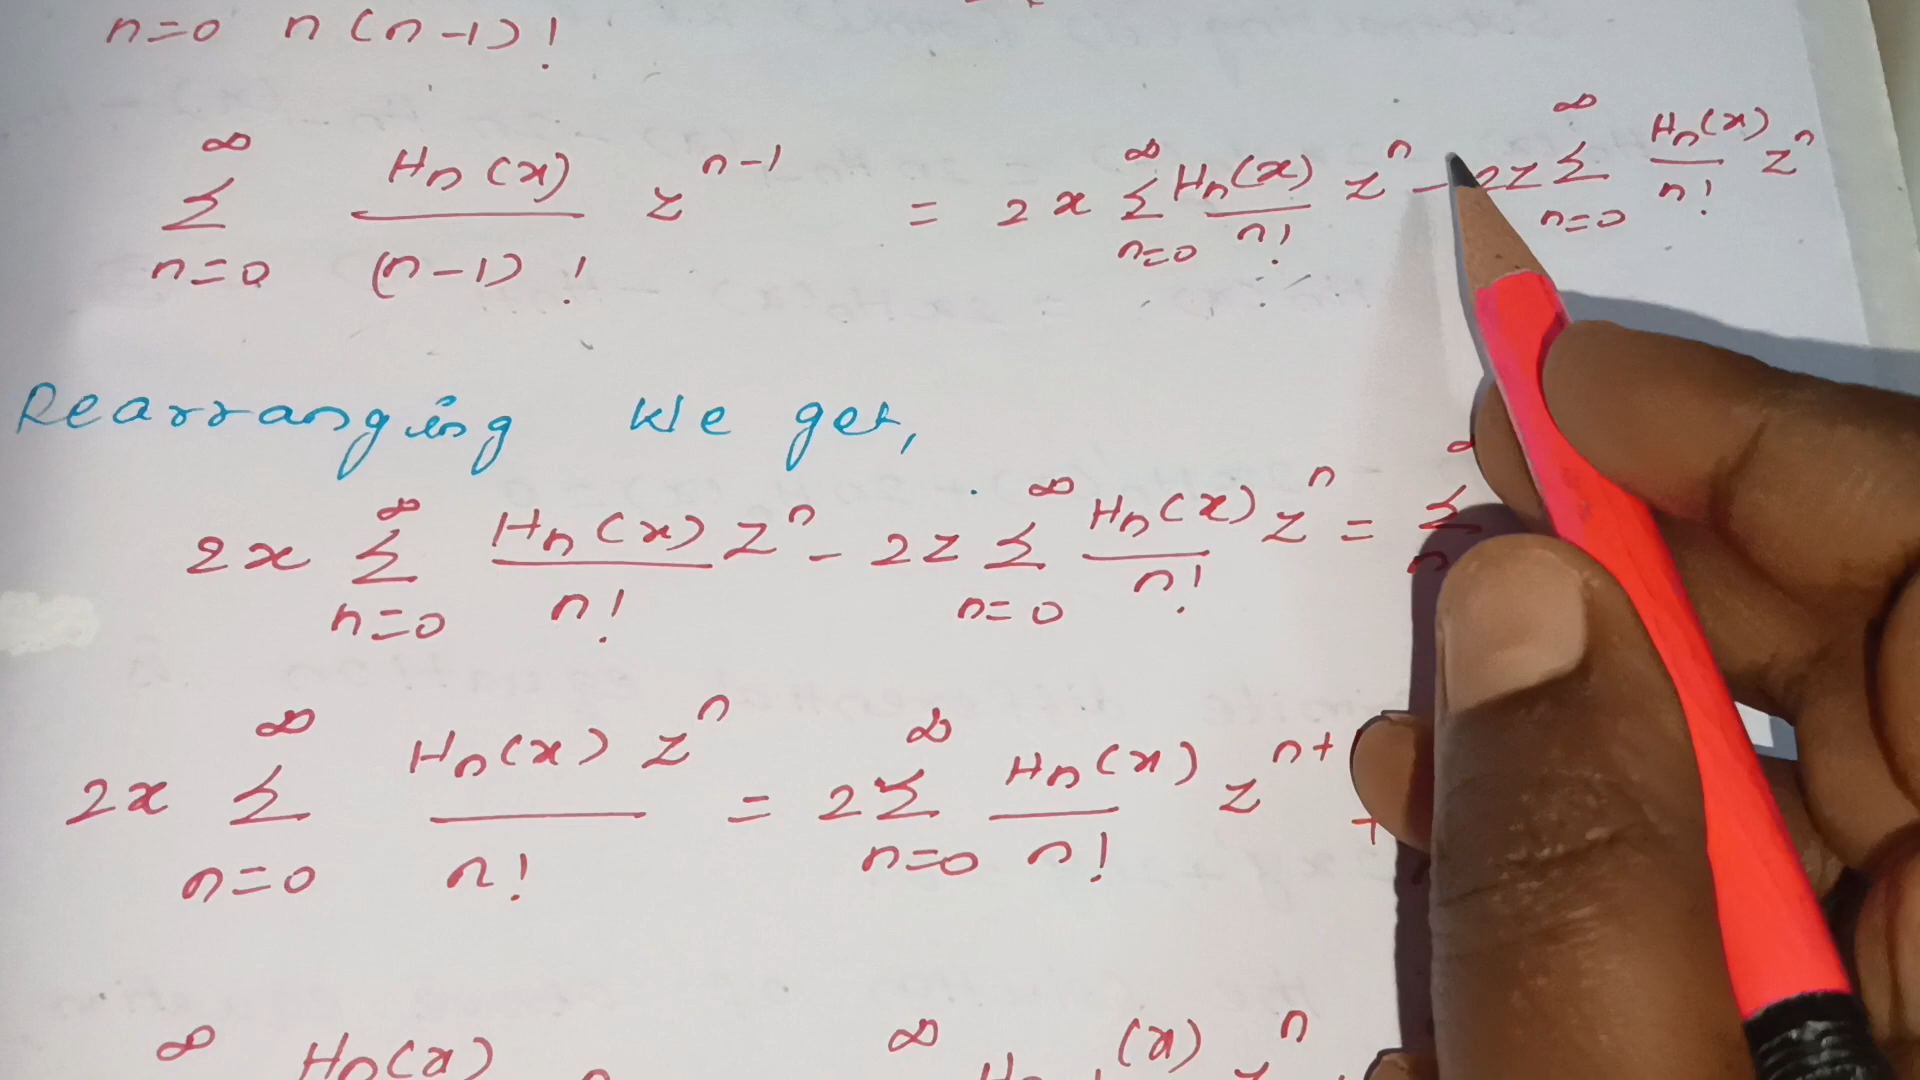 n=0 n(n-1)!
∞ ∑ n=0 Hn(x) / (n-1)! z^(n-1) = 2x ∞ ∑ n=0 Hn(x) / n! z^n - 2z ∞ ∑ n=0 Hn(x) / n! z^n
Rearranging We get,
2x ∞ ∑ n=0 Hn(x) / n! z^n - 2z ∞ ∑ n=0 Hn(x) / n! z^n = ∑
2x ∞ ∑ n=0 Hn(x) z^n / n! = 2 ∞ ∑ n=0 Hn(x) / n! z^(n+ +
∞ Hn(x) ∞ (x) n